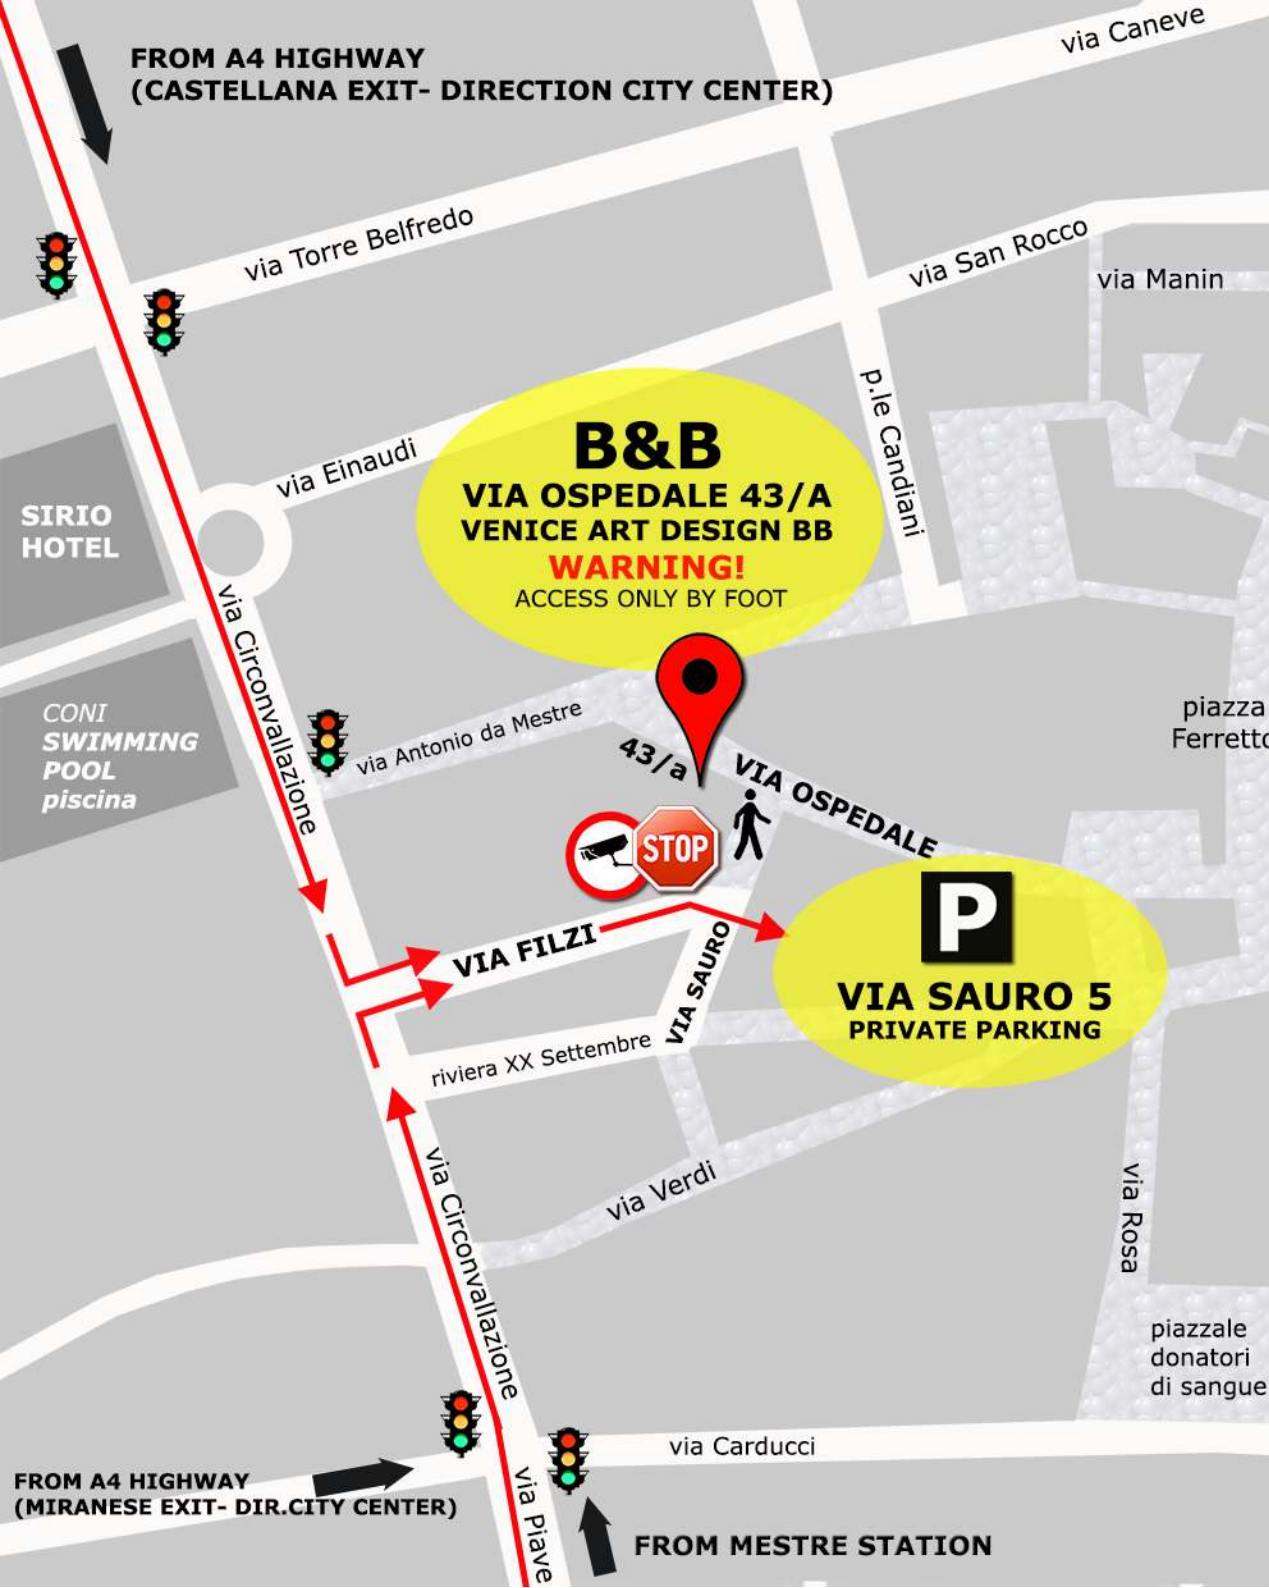 via Caneve
FROM A4 HIGHWAY
(CASTELLANA EXIT- DIRECTION CITY CENTER)
via Torre Belfredo
via San Rocco
via Manin
p.le Candiani
via Einaudi
B&B
VIA OSPEDALE 43/A
VENICE ART DESIGN BB
WARNING!
ACCESS ONLY BY FOOT
SIRIO
HOTEL
via Circonvallazione
CONI
SWIMMING
POOL
piscina
via Antonio da Mestre
43/a
VIA OSPEDALE
piazza
Ferretto
STOP
VIA FILZI
VIA SAURO
P
VIA SAURO 5
PRIVATE PARKING
riviera XX Settembre
via Circonvallazione
via Verdi
via Rosa
piazzale
donatori
di sangue
via Carducci
FROM A4 HIGHWAY
(MIRANESE EXIT- DIR.CITY CENTER)
via Piave
FROM MESTRE STATION